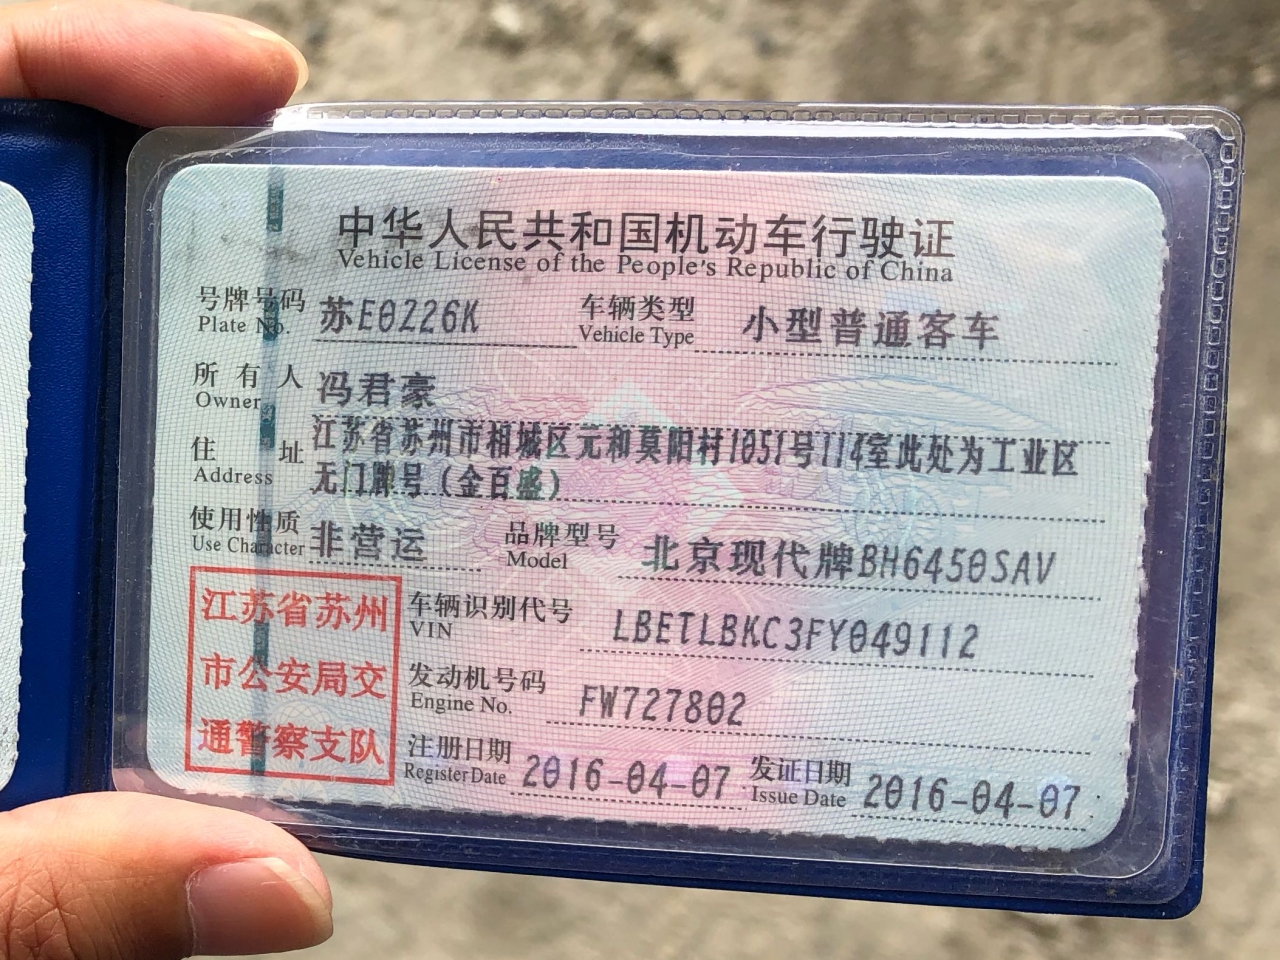 中华人民共和国机动车行驶证
Vehicle License of the People's Republic of China
号牌号码 苏E0226K 车辆类型 小型普通客车
Plate No. Vehicle Type
所有人 冯君豪
Owner
住址 江苏省苏州市相城区元和莫阳村1051号114室此处为工业区
Address 无门牌号(金百盛)
使用性质 非营运 品牌型号 北京现代牌BH6450SAV
Use Character Model
江苏省苏州
市公安局交
通警察支队
车辆识别代号 LBETLBKC3FY049112
VIN
发动机号码 FW727802
Engine No.
注册日期 2016-04-07 发证日期 2016-04-07
Register Date Issue Date